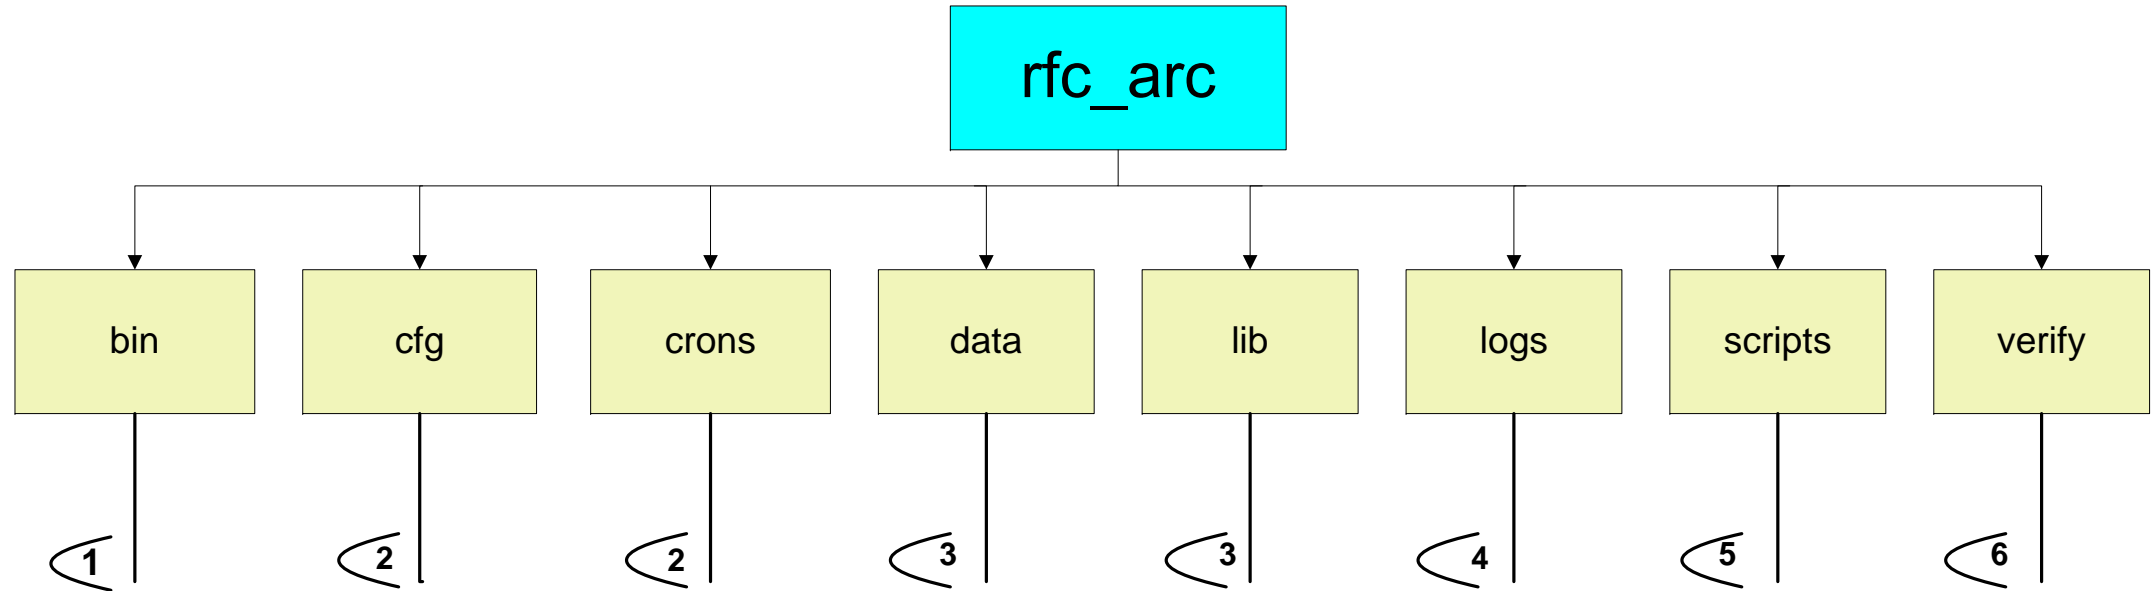 rfc_arc
bin cfg crons data lib logs scripts verify
1 2 2 3 3 4 5 6